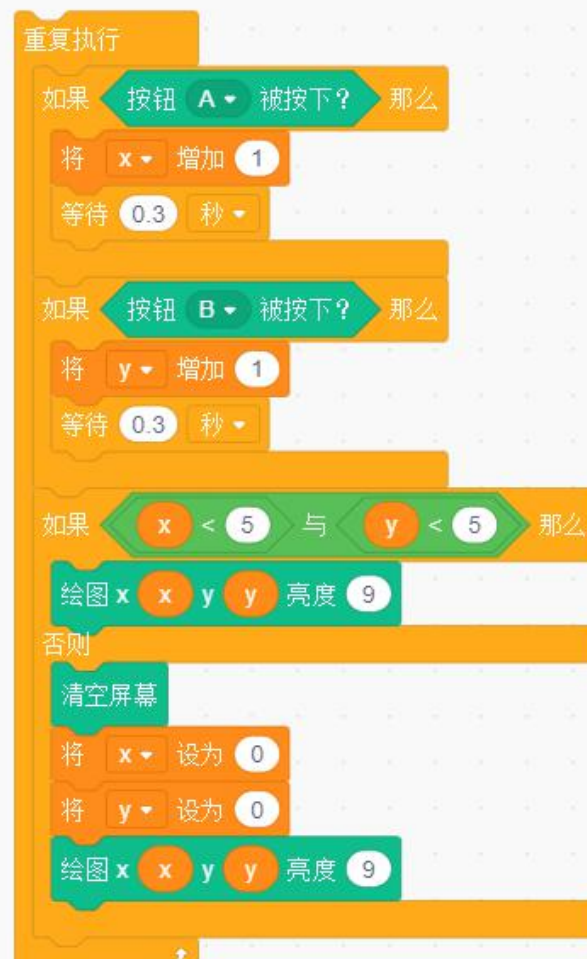 重复执行
如果 按钮 A 被按下? 那么
将 x 增加 1
等待 0.3 秒
如果 按钮 B 被按下? 那么
将 y 增加 1
等待 0.3 秒
如果 x < 5 与 y < 5 那么
绘图 x x y y 亮度 9
否则
清空屏幕
将 x 设为 0
将 y 设为 0
绘图 x x y y 亮度 9